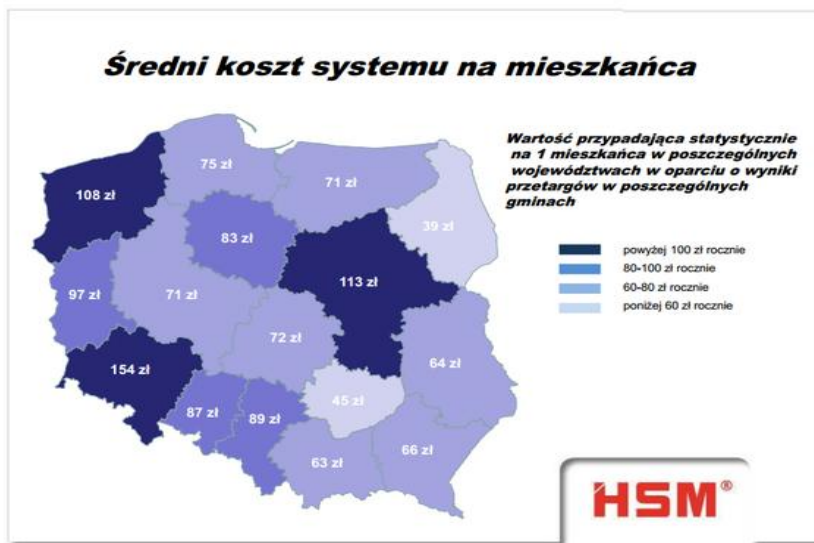 Średni koszt systemu na mieszkańca
Wartość przypadająca statystycznie
na 1 mieszkańca w poszczególnych
województwach w oparciu o wyniki
przetargów w poszczególnych
gminach
powyżej 100 zł rocznie
80-100 zł rocznie
60-80 zł rocznie
poniżej 60 zł rocznie
75 zł
71 zł
108 zł
39 zł
83 zł
113 zł
97 zł
71 zł
72 zł
64 zł
154 zł
87 zł
89 zł
45 zł
63 zł
66 zł
HSM®